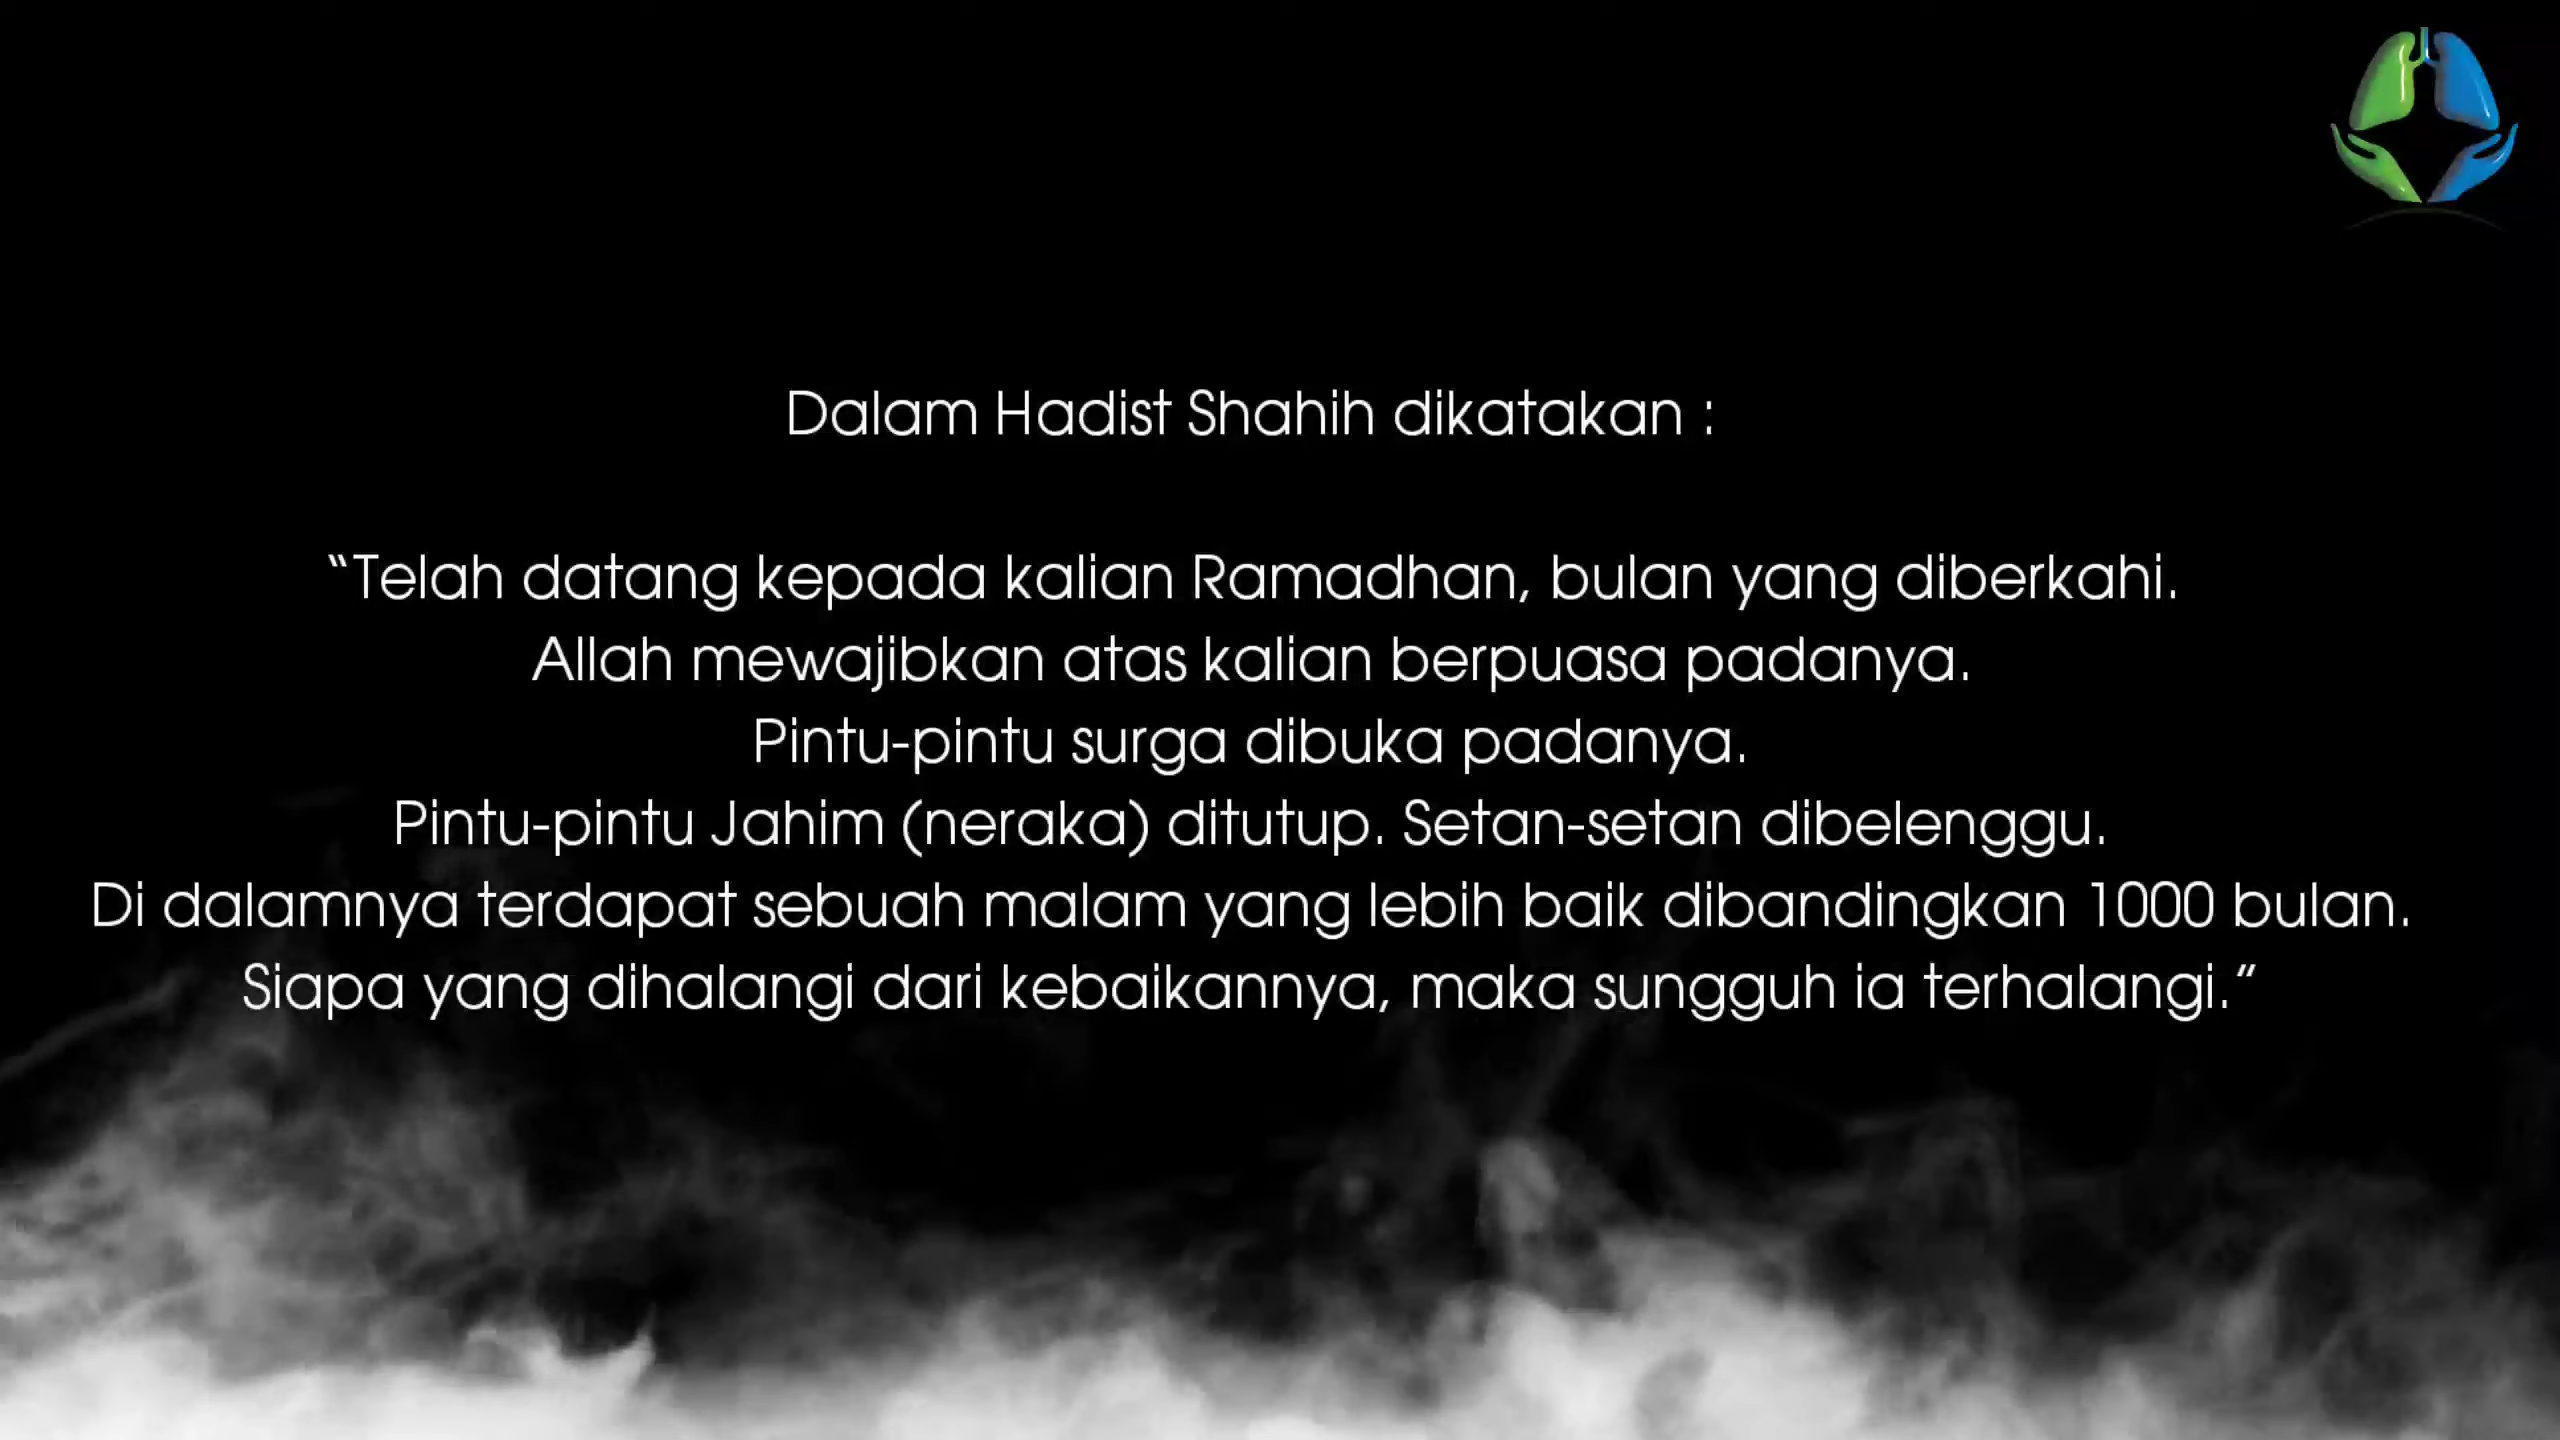 Dalam Hadist Shahih dikatakan :
“Telah datang kepada kalian Ramadhan, bulan yang diberkahi.
Allah mewajibkan atas kalian berpuasa padanya.
Pintu-pintu surga dibuka padanya.
Pintu-pintu Jahim (neraka) ditutup. Setan-setan dibelenggu.
Di dalamnya terdapat sebuah malam yang lebih baik dibandingkan 1000 bulan.
Siapa yang dihalangi dari kebaikannya, maka sungguh ia terhalangi.”